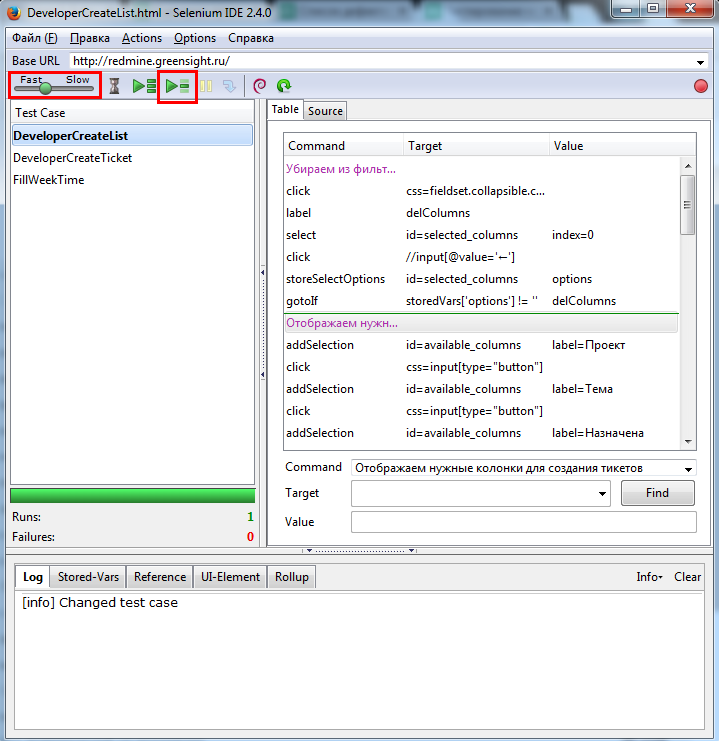 DeveloperCreateList.html - Selenium IDE 2.4.0
Файл (F) Правка Actions Options Справка
Base URL http://redmine.greensight.ru/
Fast Slow
Test Case
DeveloperCreateList
DeveloperCreateTicket
FillWeekTime
Runs: 1
Failures: 0
Table Source
Command Target Value
Убираем из фильт...
click css=fieldset.collapsible.c...
label delColumns
select id=selected_columns index=0
click //input[@value='←']
storeSelectOptions id=selected_columns options
gotoIf storedVars['options'] != '' delColumns
Отображаем нужн...
addSelection id=available_columns label=Проект
click css=input[type="button"]
addSelection id=available_columns label=Тема
click css=input[type="button"]
addSelection id=available_columns label=Назначена
Command Отображаем нужные колонки для создания тикетов
Target Find
Value
Log Stored-Vars Reference UI-Element Rollup Info Clear
[info] Changed test case